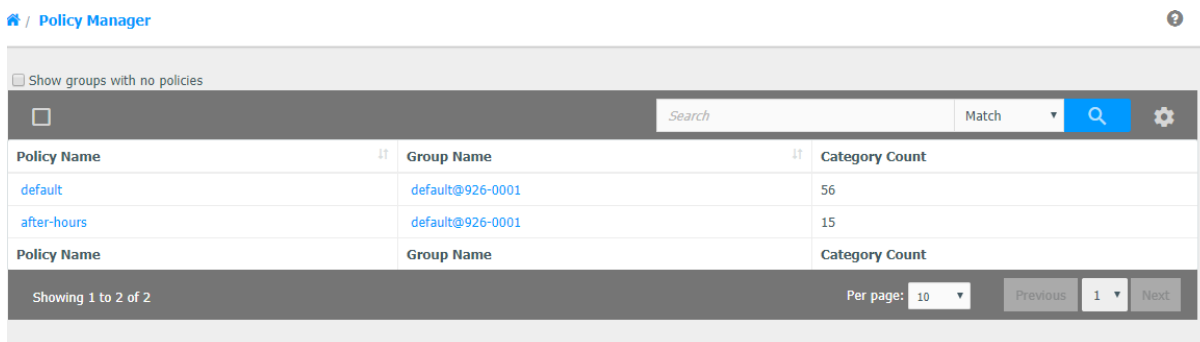 / Policy Manager
Show groups with no policies
Search Match
Policy Name Group Name Category Count
default default@926-0001 56
after-hours default@926-0001 15
Policy Name Group Name Category Count
Showing 1 to 2 of 2 Per page: 10 Previous 1 Next